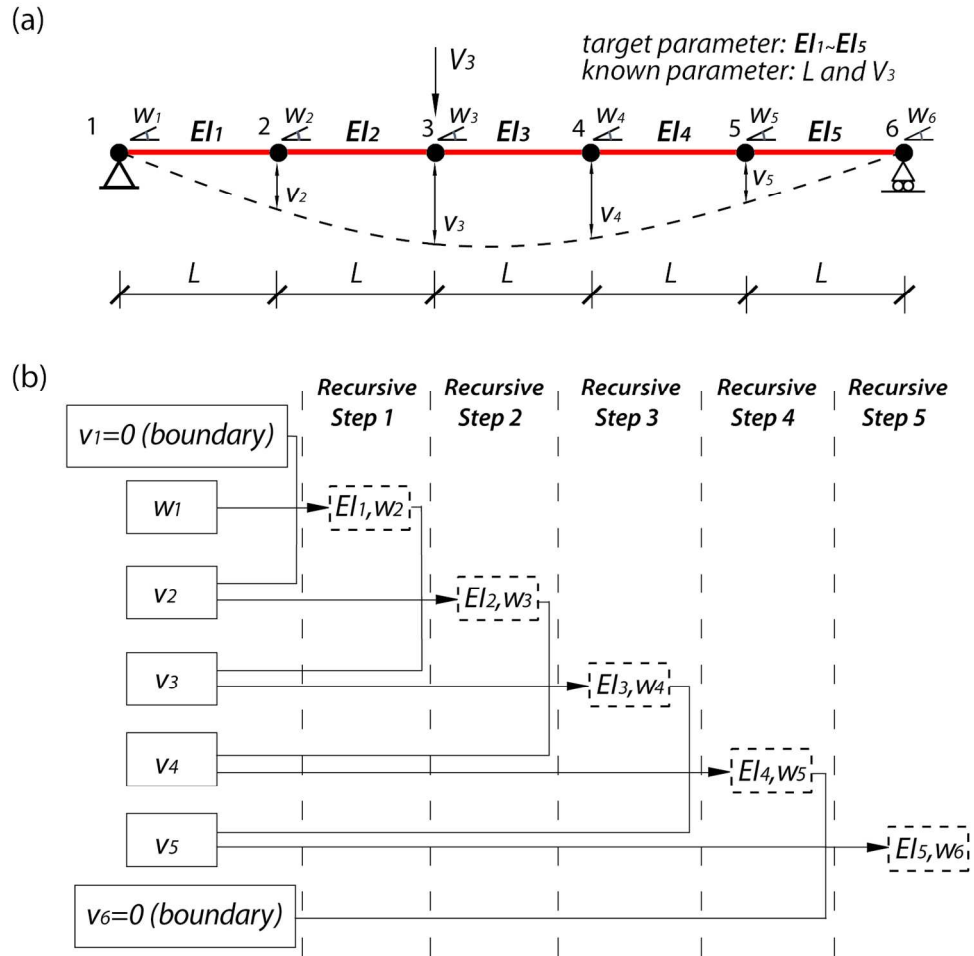 (a)
target parameter: EI1~EI5
known parameter: L and V3
V3
1 w1 EI1 2 w2 EI2 3 w3 EI3 4 w4 EI4 5 w5 EI5 6 w6
v2 v3 v4 v5
L L L L L
(b)
Recursive Step 1
Recursive Step 2
Recursive Step 3
Recursive Step 4
Recursive Step 5
v1=0 (boundary)
w1
EI1,w2
v2
EI2,w3
v3
EI3,w4
v4
EI4,w5
v5
EI5,w6
v6=0 (boundary)